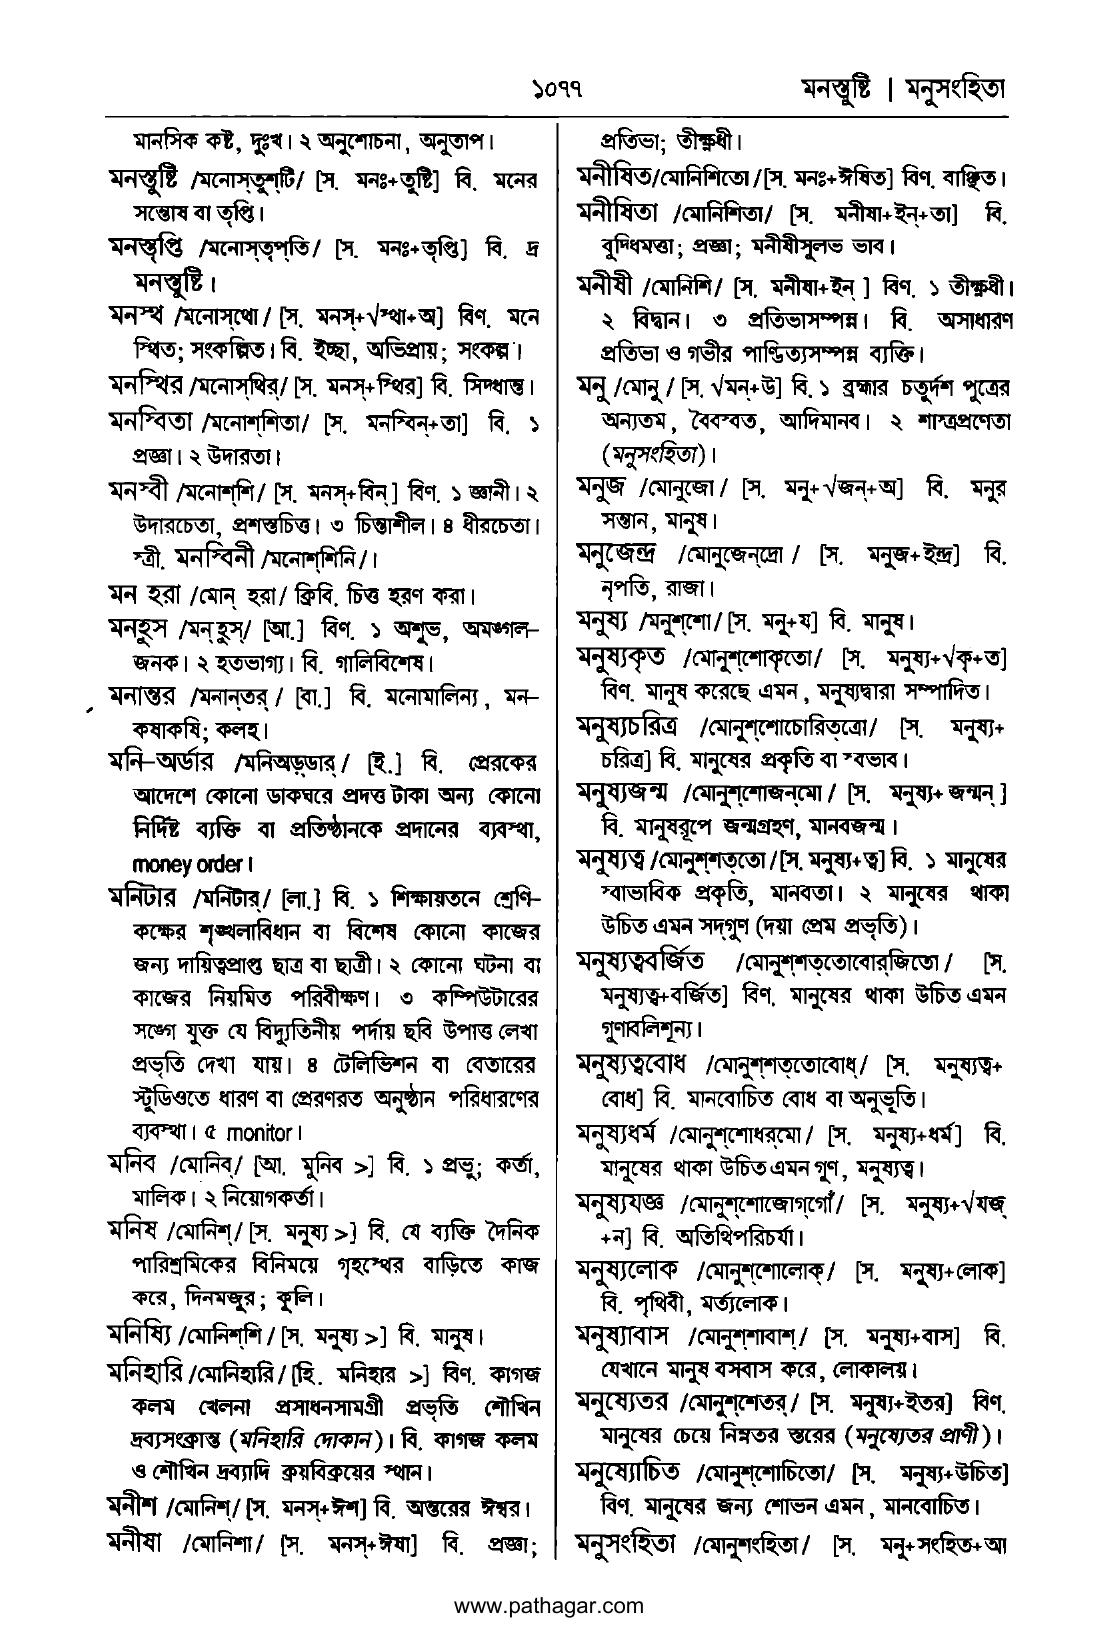 ১০৭৭ মনস্তুষ্টি | মনুসংহিতা
মানসিক কষ্ট, দুঃখ। ২ অনুশোচনা, অনুতাপ।
মনস্তুষ্টি /মনোস্‌তুশ্‌টি/ [স. মনঃ+তুষ্টি] বি. মনের
সন্তোষ বা তৃপ্তি।
মনস্তৃপ্তি /মনোস্‌তৃপ্‌তি/ [স. মনঃ+তৃপ্তি] বি. দ্র
মনস্তুষ্টি।
মনস্থ /মনোস্‌থো/ [স. মনস্‌+√স্থা+অ] বিণ. মনে
স্থিত; সংকল্পিত। বি. ইচ্ছা, অভিপ্রায়; সংকল্প।
মনস্থির /মনোস্‌থির্‌/ [স. মনস্‌+স্থির] বি. সিদ্ধান্ত।
মনস্বিতা /মনোশ্‌শিতা/ [স. মনস্বিন্‌+তা] বি. ১
প্রজ্ঞা। ২ উদারতা।
মনস্বী /মনোশ্‌শি/ [স. মনস্‌+বিন্‌] বিণ. ১ জ্ঞানী। ২
উদারচেতা, প্রশস্তচিত্ত। ৩ চিন্তাশীল। ৪ ধীরচেতা।
স্ত্রী. মনস্বিনী /মনোশ্‌শিনি/।
মন হরা /মোন্‌ হরা/ ক্রিবি. চিত্ত হরণ করা।
মনহুস /মন্‌হুস্‌/ [আ.] বিণ. ১ অশুভ, অমঙ্গল-
জনক। ২ হতভাগ্য। বি. গালিবিশেষ।
মনান্তর /মনান্‌তর্‌/ [বা.] বি. মনোমালিন্য, মন-
কষাকষি; কলহ।
মনি-অর্ডার /মনিঅড়্‌ডার্‌/ [ই.] বি. প্রেরকের
আদেশে কোনো ডাকঘরে প্রদত্ত টাকা অন্য কোনো
নির্দিষ্ট ব্যক্তি বা প্রতিষ্ঠানকে প্রদানের ব্যবস্থা,
money order।
মনিটার /মনিটার্‌/ [লা.] বি. ১ শিক্ষায়তনে শ্রেণি-
কক্ষের শৃঙ্খলাবিধান বা বিশেষ কোনো কাজের
জন্য দায়িত্বপ্রাপ্ত ছাত্র বা ছাত্রী। ২ কোনো ঘটনা বা
কাজের নিয়মিত পরিবীক্ষণ। ৩ কম্পিউটারের
সঙ্গে যুক্ত যে বিদ্যুতিনীয় পর্দায় ছবি উপাত্ত লেখা
প্রভৃতি দেখা যায়। ৪ টেলিভিশন বা বেতারের
স্টুডিওতে ধারণ বা প্রেরণরত অনুষ্ঠান পরিধারণের
ব্যবস্থা। ৫ monitor।
মনিব /মোনিব্‌/ [আ. মুনিব >] বি. ১ প্রভু; কর্তা,
মালিক। ২ নিয়োগকর্তা।
মনিষ /মোনিশ্‌/ [স. মনুষ্য >] বি. যে ব্যক্তি দৈনিক
পারিশ্রমিকের বিনিময়ে গৃহস্থের বাড়িতে কাজ
করে, দিনমজুর; কুলি।
মনিষ্যি /মোনিশ্‌শি/ [স. মনুষ্য >] বি. মানুষ।
মনিহারি /মোনিহারি/ [হি. মনিহার >] বিণ. কাগজ
কলম খেলনা প্রসাধনসামগ্রী প্রভৃতি শৌখিন
দ্রব্যসংক্রান্ত (মনিহারি দোকান)। বি. কাগজ কলম
ও শৌখিন দ্রব্যাদি ক্রয়বিক্রয়ের স্থান।
মনীশ /মোনিশ্‌/ [স. মনস্‌+ঈশ] বি. অন্তরের ঈশ্বর।
মনীষা /মোনিশা/ [স. মনস্‌+ঈষা] বি. প্রজ্ঞা;
প্রতিভা; তীক্ষ্ণধী।
মনীষিত /মোনিশিতো/ [স. মনঃ+ঈষিত] বিণ. বাঞ্ছিত।
মনীষিতা /মোনিশিতা/ [স. মনীষা+ইন্‌+তা] বি.
বুদ্ধিমত্তা; প্রজ্ঞা; মনীষীসুলভ ভাব।
মনীষী /মোনিশি/ [স. মনীষা+ইন্‌ ] বিণ. ১ তীক্ষ্ণধী।
২ বিদ্বান। ৩ প্রতিভাসম্পন্ন। বি. অসাধারণ
প্রতিভা ও গভীর পাণ্ডিত্যসম্পন্ন ব্যক্তি।
মনু /মোনু / [স. √মন্‌+উ] বি. ১ ব্রহ্মার চতুর্দশ পুত্রের
অন্যতম, বৈবস্বত, আদিমানব। ২ শাস্ত্রপ্রণেতা
(মনুসংহিতা)।
মনুজ /মোনুজো/ [স. মনু+√জন্‌+অ] বি. মনুর
সন্তান, মানুষ।
মনুজেন্দ্র /মোনুজেন্‌দ্রো/ [স. মনুজ+ইন্দ্র] বি.
নৃপতি, রাজা।
মনুষ্য /মনুশ্‌শো/ [স. মনু+য] বি. মানুষ।
মনুষ্যকৃত /মোনুশ্‌শোকৃতো/ [স. মনুষ্য+√কৃ+ত]
বিণ. মানুষ করেছে এমন, মনুষ্যদ্বারা সম্পাদিত।
মনুষ্যচরিত্র /মোনুশ্‌শোচোরিত্‌ত্রো/ [স. মনুষ্য+
চরিত্র] বি. মানুষের প্রকৃতি বা স্বভাব।
মনুষ্যজন্ম /মোনুশ্‌শোজন্‌মো/ [স. মনুষ্য+ জন্মন্‌ ]
বি. মানুষরূপে জন্মগ্রহণ, মানবজন্ম।
মনুষ্যত্ব /মোনুশ্‌শত্‌তো/ [স. মনুষ্য+ত্ব] বি. ১ মানুষের
স্বাভাবিক প্রকৃতি, মানবতা। ২ মানুষের থাকা
উচিত এমন সদ্‌গুণ (দয়া প্রেম প্রভৃতি)।
মনুষ্যত্ববর্জিত /মোনুশ্‌শত্‌তোবোর্‌জিতো/ [স.
মনুষ্যত্ব+বর্জিত] বিণ. মানুষের থাকা উচিত এমন
গুণাবলিশূন্য।
মনুষ্যত্ববোধ /মোনুশ্‌শত্‌তোবোধ্‌/ [স. মনুষ্যত্ব+
বোধ] বি. মানবোচিত বোধ বা অনুভূতি।
মনুষ্যধর্ম /মোনুশ্‌শোধর্‌মো/ [স. মনুষ্য+ধর্ম] বি.
মানুষের থাকা উচিত এমন গুণ, মনুষ্যত্ব।
মনুষ্যযজ্ঞ /মোনুশ্‌শোজোগ্‌গোঁ/ [স. মনুষ্য+√যজ্‌
+ন] বি. অতিথিপরিচর্যা।
মনুষ্যলোক /মোনুশ্‌শোলোক্‌/ [স. মনুষ্য+লোক]
বি. পৃথিবী, মর্ত্যলোক।
মনুষ্যাবাস /মোনুশ্‌শাবাশ্‌/ [স. মনুষ্য+বাস] বি.
যেখানে মানুষ বসবাস করে, লোকালয়।
মনুষ্যেতর /মোনুশ্‌শেতর্‌/ [স. মনুষ্য+ইতর] বিণ.
মানুষের চেয়ে নিম্নতর স্তরের (মনুষ্যেতর প্রাণী)।
মনুষ্যোচিত /মোনুশ্‌শোচিতো/ [স. মনুষ্য+উচিত]
বিণ. মানুষের জন্য শোভন এমন, মানবোচিত।
মনুসংহিতা /মোনুশংহিতা/ [স. মনু+সংহিত+আ
www.pathagar.com